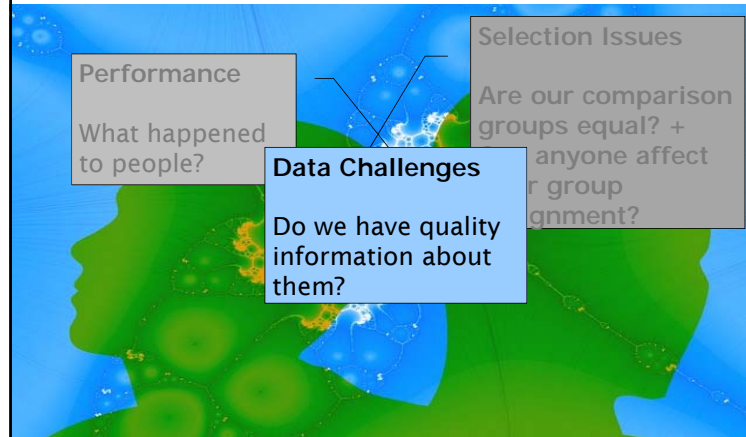 Performance
What happened
to people?
Selection Issues
Are our comparison
groups equal? +
anyone affect
group
Data Challenges
Do we have quality
information about
them?